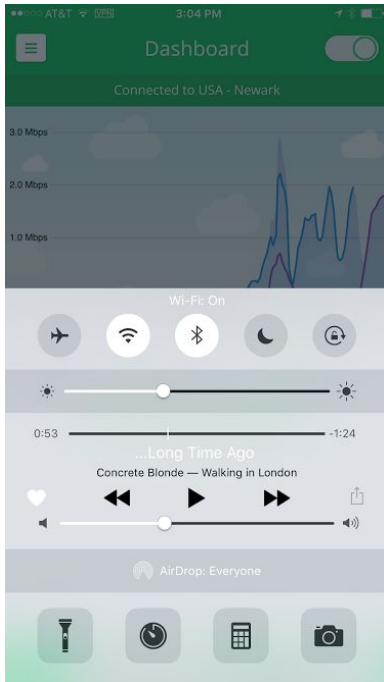 AT&T VPN 3:04 PM
Dashboard
Connected to USA - Newark
3.0 Mbps
2.0 Mbps
1.0 Mbps
Wi-Fi: On
0:53 -1:24
...Long Time Ago
Concrete Blonde — Walking in London
AirDrop: Everyone